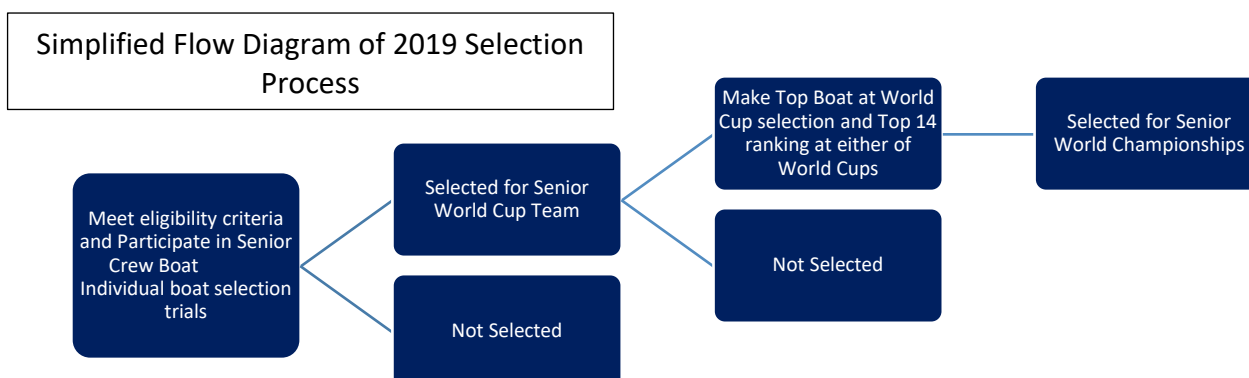 Simplified Flow Diagram of 2019 Selection
Process
Meet eligibility criteria
and Participate in Senior
Crew Boat
Individual boat selection
trials
Selected for Senior
World Cup Team
Not Selected
Make Top Boat at World
Cup selection and Top 14
ranking at either of
World Cups
Not Selected
Selected for Senior
World Championships